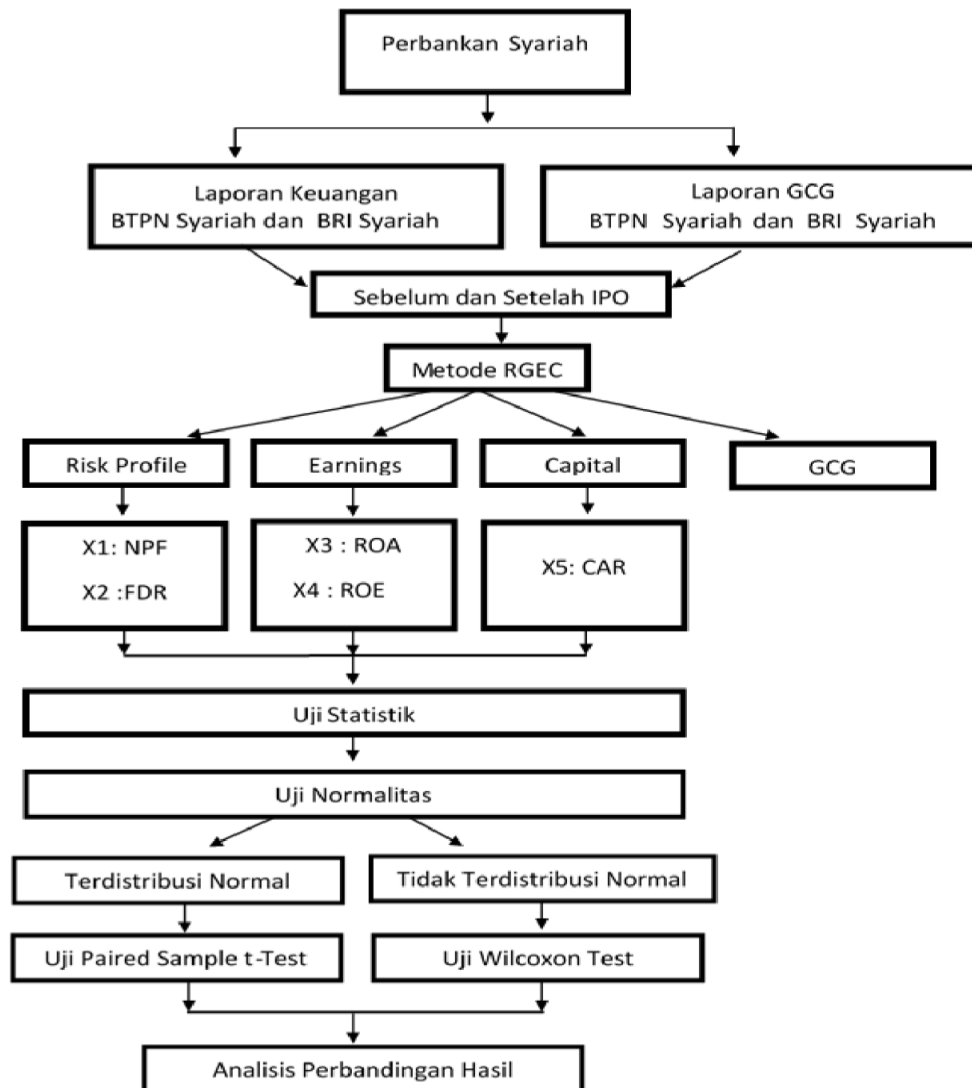 Perbankan Syariah
Laporan Keuangan
BTPN Syariah dan BRI Syariah
Laporan GCG
BTPN Syariah dan BRI Syariah
Sebelum dan Setelah IPO
Metode RGEC
Risk Profile
Earnings
Capital
GCG
X1: NPF
X2 :FDR
X3 : ROA
X4 : ROE
X5: CAR
Uji Statistik
Uji Normalitas
Terdistribusi Normal
Tidak Terdistribusi Normal
Uji Paired Sample t-Test
Uji Wilcoxon Test
Analisis Perbandingan Hasil